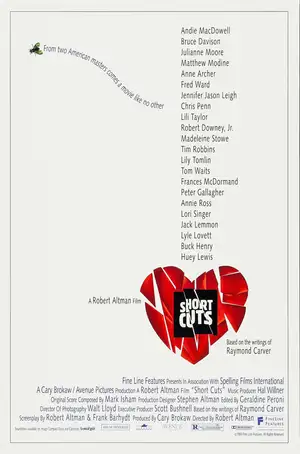 From two American masters comes a movie like no other
Andie MacDowell
Bruce Davison
Julianne Moore
Matthew Modine
Anne Archer
Fred Ward
Jennifer Jason Leigh
Chris Penn
Lili Taylor
Robert Downey, Jr.
Madeleine Stowe
Tim Robbins
Lily Tomlin
Tom Waits
Frances McDormand
Peter Gallagher
Annie Ross
Lori Singer
Jack Lemmon
Lyle Lovett
Buck Henry
Huey Lewis
A Robert Altman Film
SHORT
CUTS
Based on the writings of
Raymond Carver
Fine Line Features Presents In Association With Spelling Films International
A Cary Brokaw / Avenue Pictures Production A Robert Altman Film "Short Cuts" Music Producer Hal Willner
Original Score Composed by Mark Isham Production Designer Stephen Altman Edited By Geraldine Peroni
Director Of Photography Walt Lloyd Executive Producer Scott Bushnell Based on the writings of Raymond Carver
Screenplay By Robert Altman & Frank Barhydt Produced By Cary Brokaw Directed By Robert Altman
R
FINE LINE
FEATURES